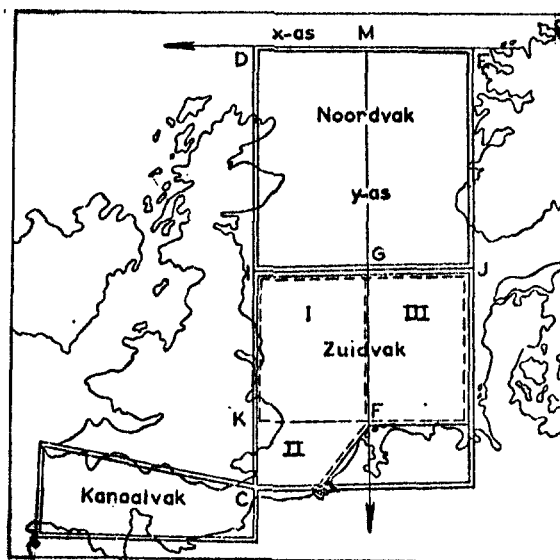 x-as M
D E
Noordvak
y-as
G J
I III
Zuidvak
K F
II
C
Kanaalvak